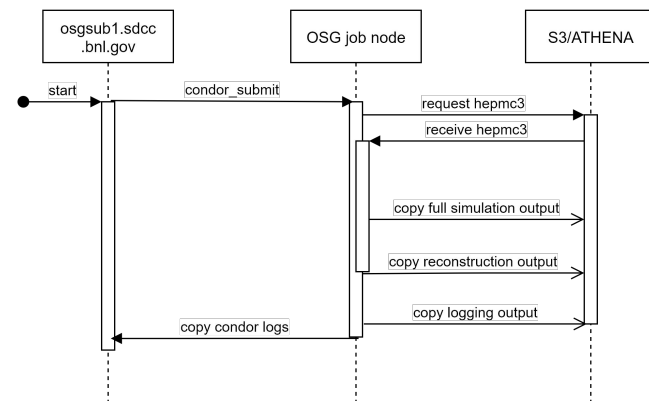 osgsub1.sdcc
.bnl.gov
OSG job node
S3/ATHENA
start
condor_submit
request hepmc3
receive hepmc3
copy full simulation output
copy reconstruction output
copy logging output
copy condor logs